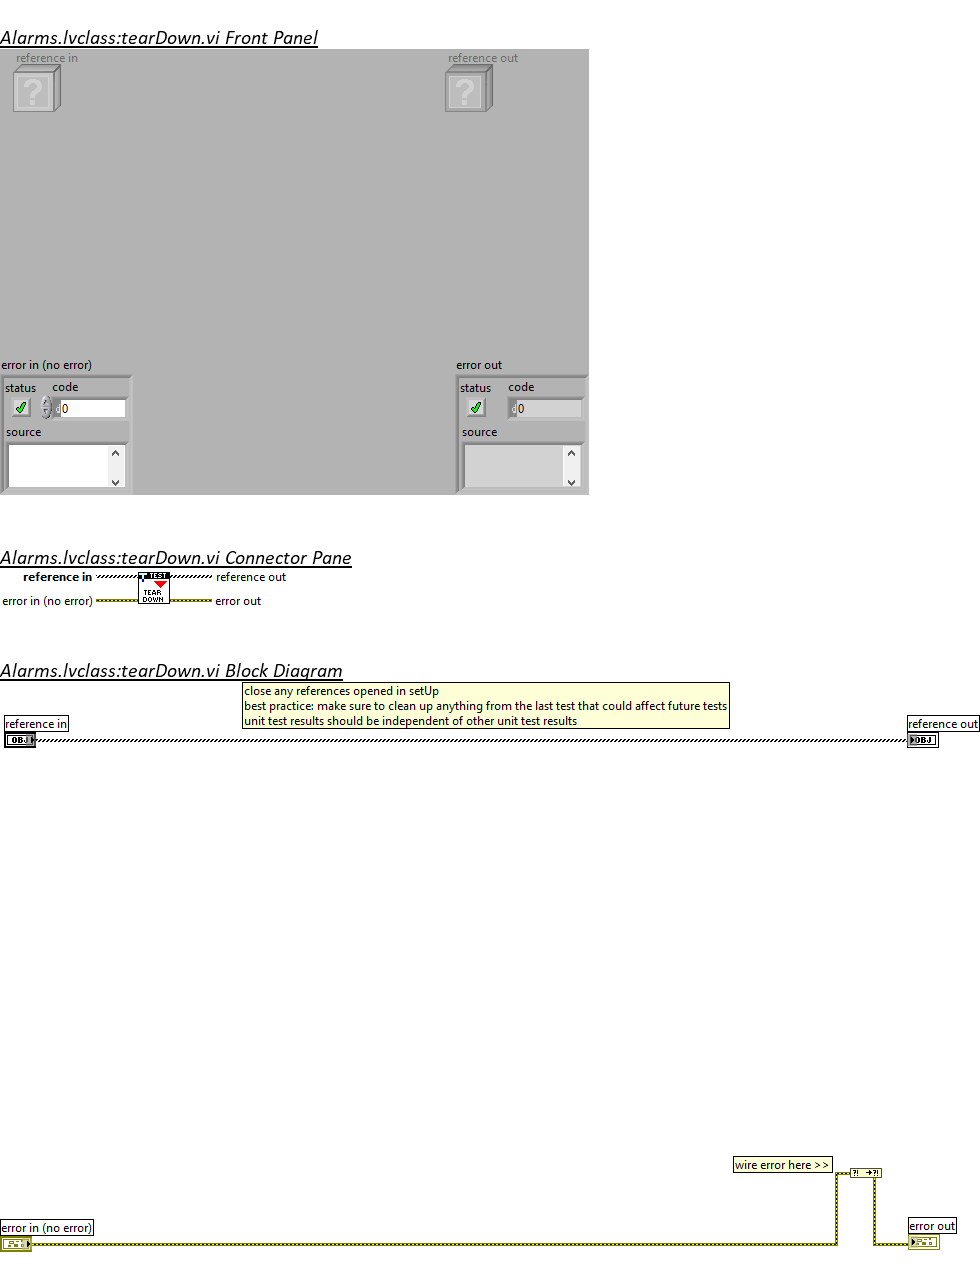 Alarms.lvclass:tearDown.vi Front Panel
reference in
reference out
?
?
error in (no error)
error out
status
code
status
code
d0
d0
source
source
Alarms.lvclass:tearDown.vi Connector Pane
reference in
TEST
reference out
TEAR
DOWN
error in (no error)
error out
Alarms.lvclass:tearDown.vi Block Diagram
close any references opened in setUp
best practice: make sure to clean up anything from the last test that could affect future tests
unit test results should be independent of other unit test results
reference in
reference out
OBJ
OBJ
wire error here >>
?! ?!
error in (no error)
error out